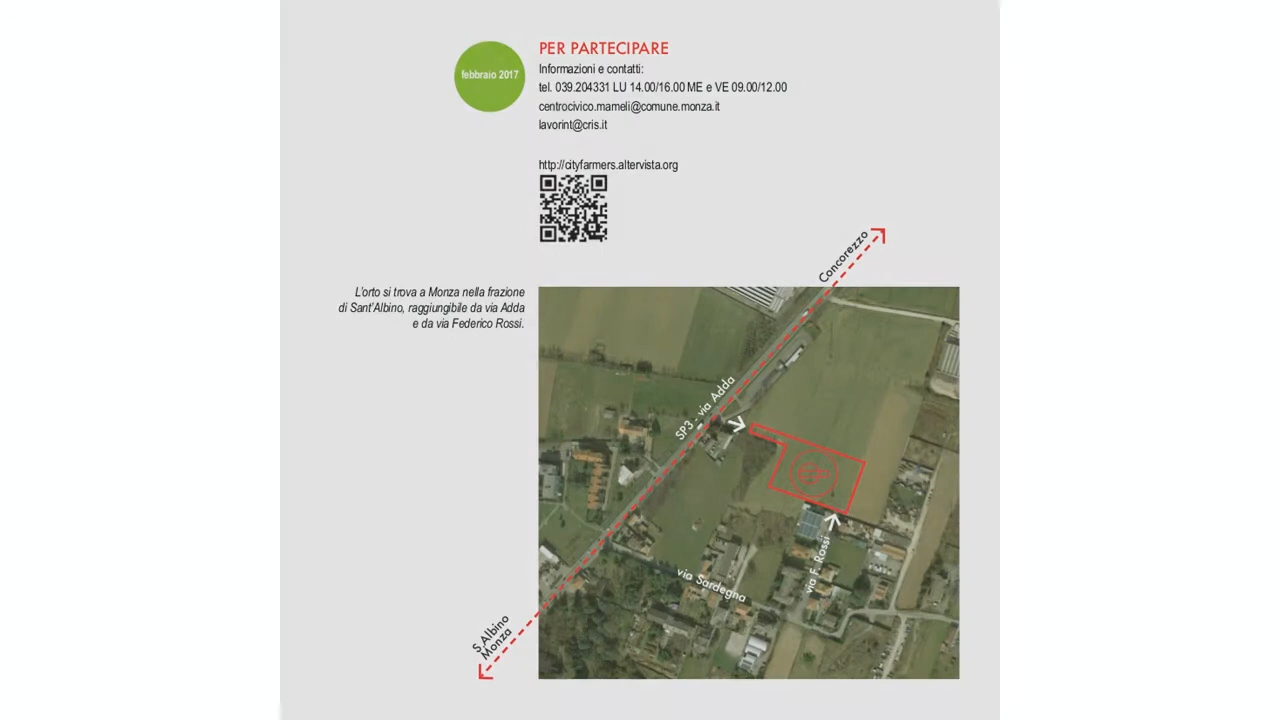 febbraio 2017
PER PARTECIPARE
Informazioni e contatti:
tel. 039.204331 LU 14.00/16.00 ME e VE 09.00/12.00
centrocivico.mameli@comune.monza.it
lavorint@cris.it
http://cityfarmers.altervista.org
Concorezzo
L'orto si trova a Monza nella frazione
di Sant'Albino, raggiungibile da via Adda
e da via Federico Rossi.
SP3 - via Adda
via F. Rossi
via Sardegna
S.Albino
Monza